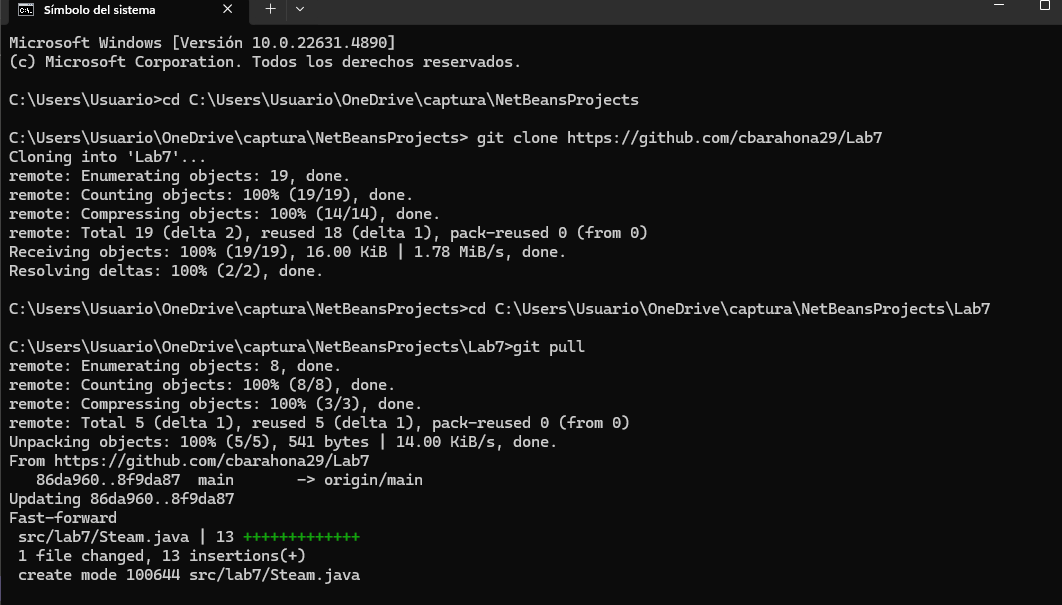 Símbolo del sistema
Microsoft Windows [Versión 10.0.22631.4890]
(c) Microsoft Corporation. Todos los derechos reservados.
C:\Users\Usuario>cd C:\Users\Usuario\OneDrive\captura\NetBeansProjects
C:\Users\Usuario\OneDrive\captura\NetBeansProjects> git clone https://github.com/cbarahona29/Lab7
Cloning into 'Lab7'...
remote: Enumerating objects: 19, done.
remote: Counting objects: 100% (19/19), done.
remote: Compressing objects: 100% (14/14), done.
remote: Total 19 (delta 2), reused 18 (delta 1), pack-reused 0 (from 0)
Receiving objects: 100% (19/19), 16.00 KiB | 1.78 MiB/s, done.
Resolving deltas: 100% (2/2), done.
C:\Users\Usuario\OneDrive\captura\NetBeansProjects>cd C:\Users\Usuario\OneDrive\captura\NetBeansProjects\Lab7
C:\Users\Usuario\OneDrive\captura\NetBeansProjects\Lab7>git pull
remote: Enumerating objects: 8, done.
remote: Counting objects: 100% (8/8), done.
remote: Compressing objects: 100% (3/3), done.
remote: Total 5 (delta 1), reused 5 (delta 1), pack-reused 0 (from 0)
Unpacking objects: 100% (5/5), 541 bytes | 14.00 KiB/s, done.
From https://github.com/cbarahona29/Lab7
   86da960..8f9da87  main       -> origin/main
Updating 86da960..8f9da87
Fast-forward
 src/lab7/Steam.java | 13 +++++++++++++
 1 file changed, 13 insertions(+)
 create mode 100644 src/lab7/Steam.java